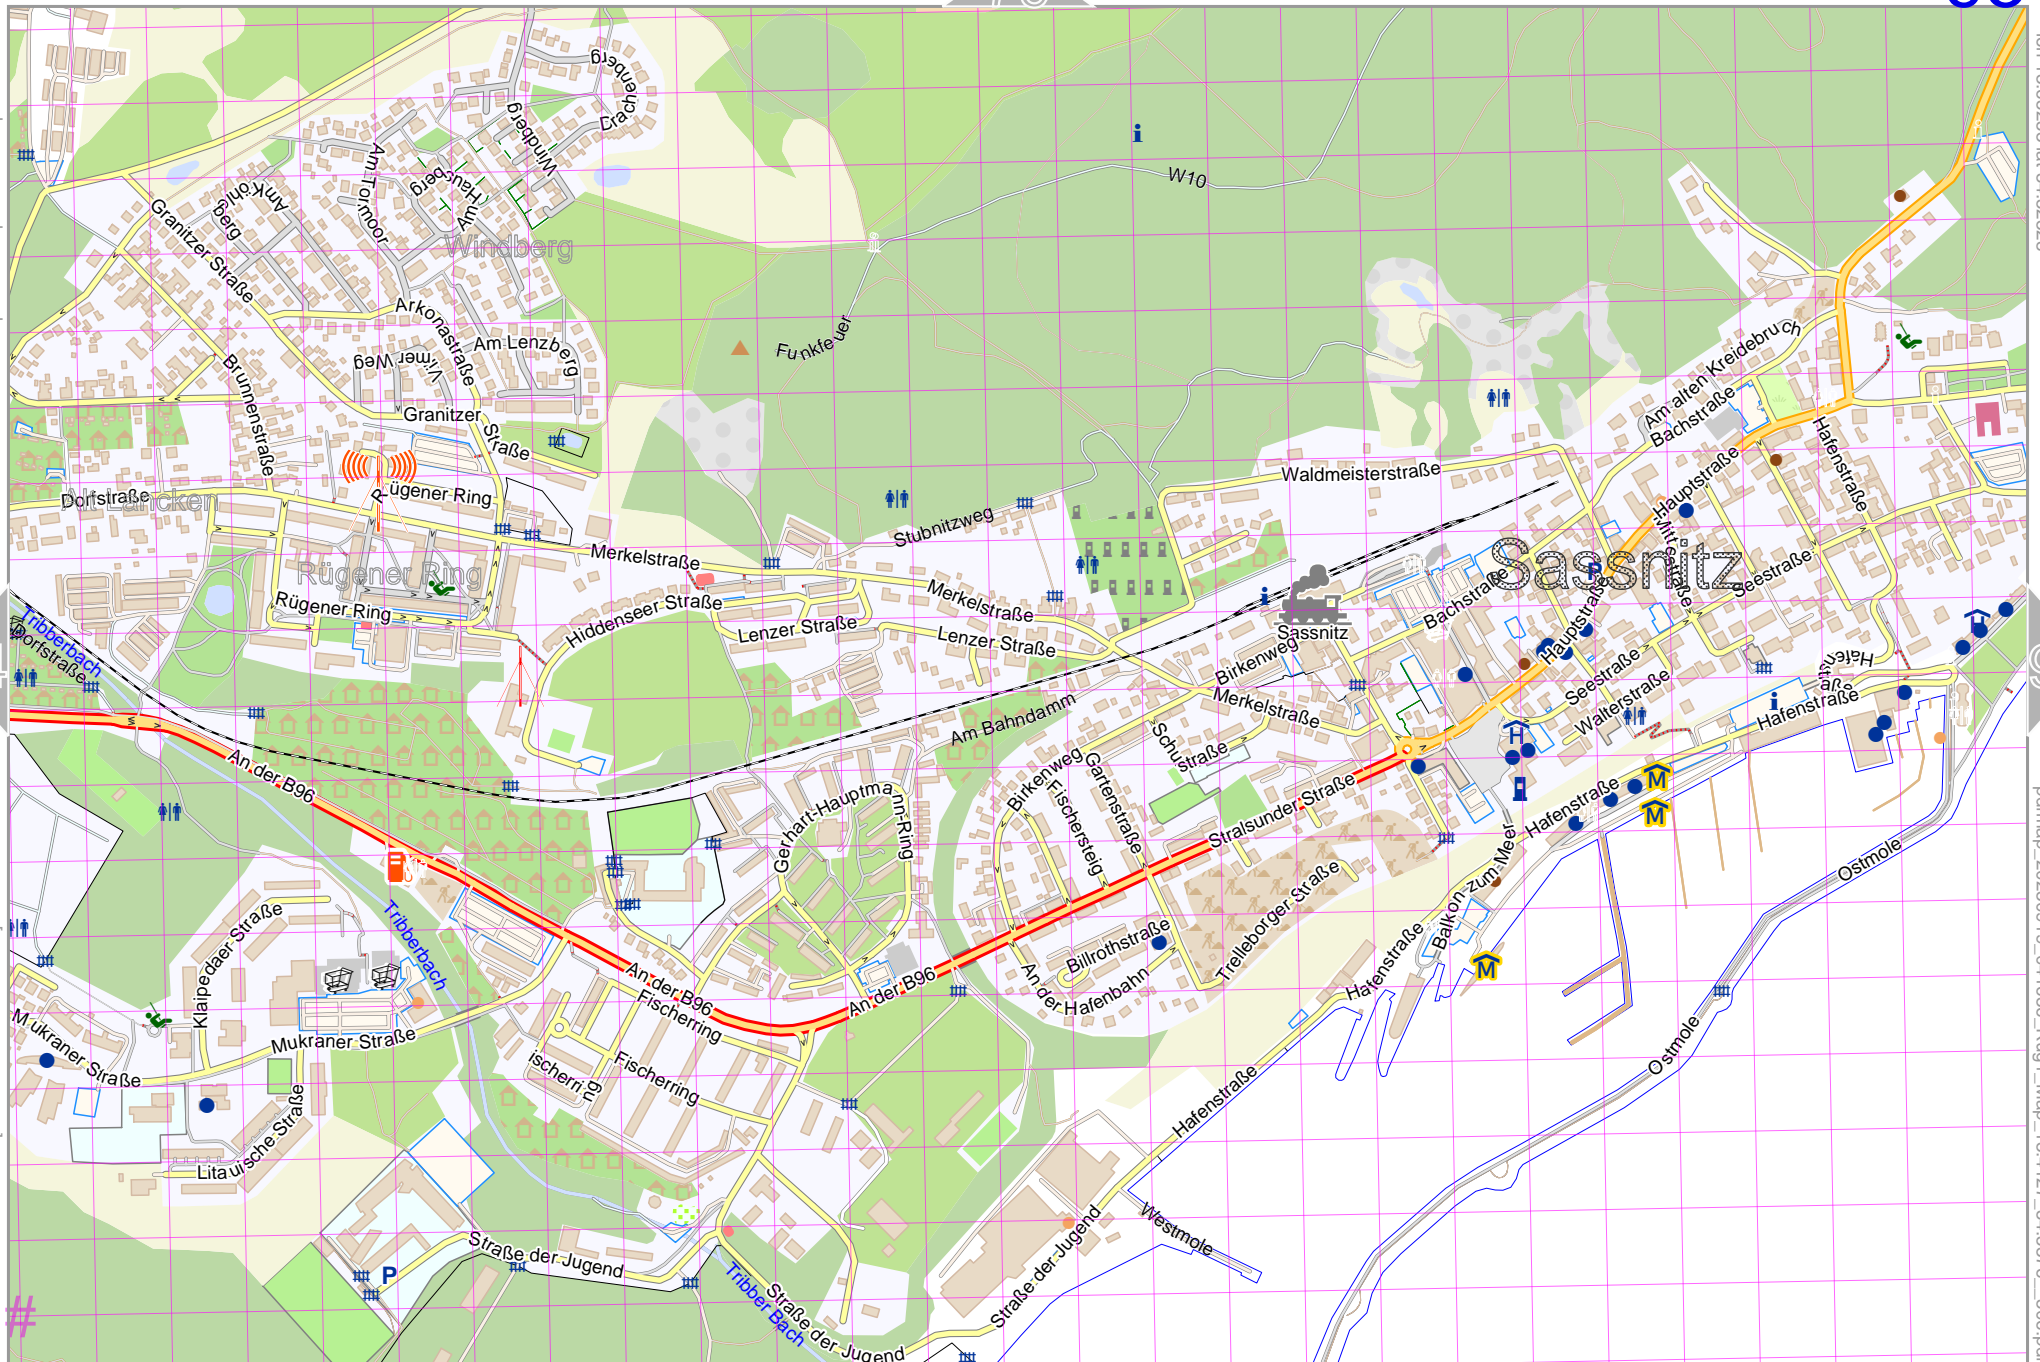 Drachenberg
Windberg
Am
Am Tormoor
Hausberg
Am
W10
Granitzer Straße
Windberg
Funkfeuer
Arkonastraße
Am Lenzberg
Vilmer Weg
Am alten Kreidebruch
Bachstraße
Brunnenstraße
Granitzer Straße
Hafenstraße
Hauptstraße
Waldmeisterstraße
Dorfstraße
Alt Lancken
Rügener Ring
Stubnitzweg
Mittelstraße
Sassnitz
P
Merkelstraße
Rügener Ring
Seestraße
Rügener Ring
Hiddenseer Straße
Merkelstraße
Bachstraße
Lenzer Straße
Lenzer Straße
Sassnitz
Hauptstraße
Tribberbach
Dorfstraße
Birkenweg
Seestraße
Hafenstraße
H
Merkelstraße
Walterstraße
Hafenstraße
Am Bahndamm
Schulstraße
H
An der B96
Birkenweg
Gartenstraße
Fischersteig
Gerhart-Hauptmann-Ring
Stralsunder Straße
Hafenstraße
M
M
Balkon-zum-Meer
Ostmole
Trelleborger Straße
Tribberbach
Klaipedaer Straße
Billrothstraße
Hafenstraße
M
An der B96
An der B96
An der Hafenbahn
Fischerring
Mukraner Straße
Mukraner Straße
Fischerring
ischerring
Ostmole
Hafenstraße
Litauische Straße
Westmole
Straße der Jugend
P
Straße der Jugend
Tribber Bach
Straße der Jugend
#